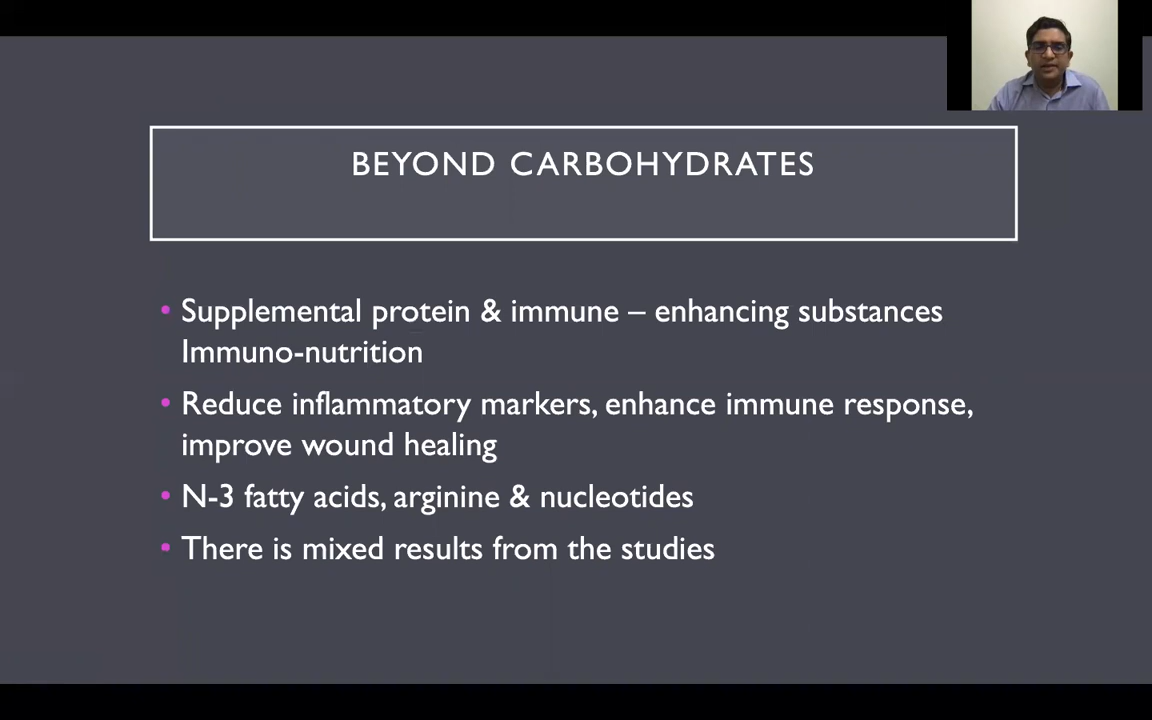 BEYOND CARBOHYDRATES
• Supplemental protein & immune – enhancing substances
Immuno-nutrition
• Reduce inflammatory markers, enhance immune response,
improve wound healing
• N-3 fatty acids, arginine & nucleotides
• There is mixed results from the studies